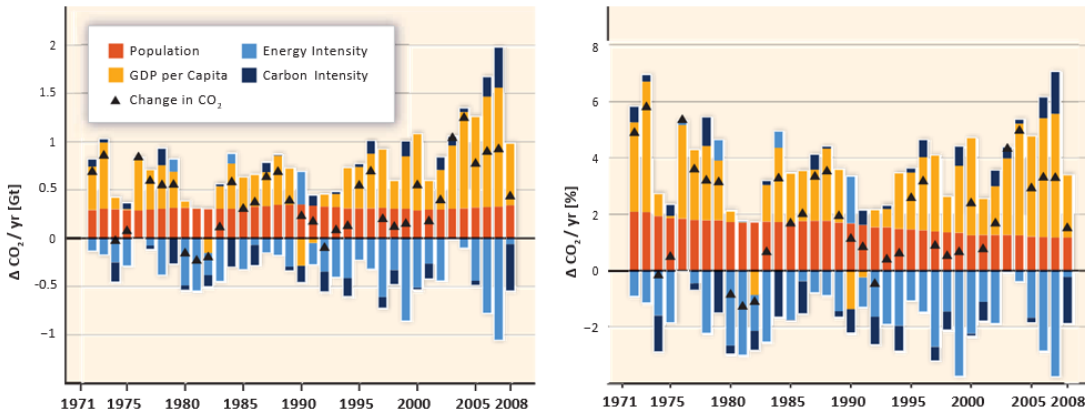 2
1.5
1
0.5
0
−0.5
−1
Δ CO2 / yr [Gt]
Population
Energy Intensity
GDP per Capita
Carbon Intensity
Change in CO2
1971 1975 1980 1985 1990 1995 2000 2005 2008
8
6
4
2
0
−2
Δ CO2 / yr [%]
1971 1975 1980 1985 1990 1995 2000 2005 2008